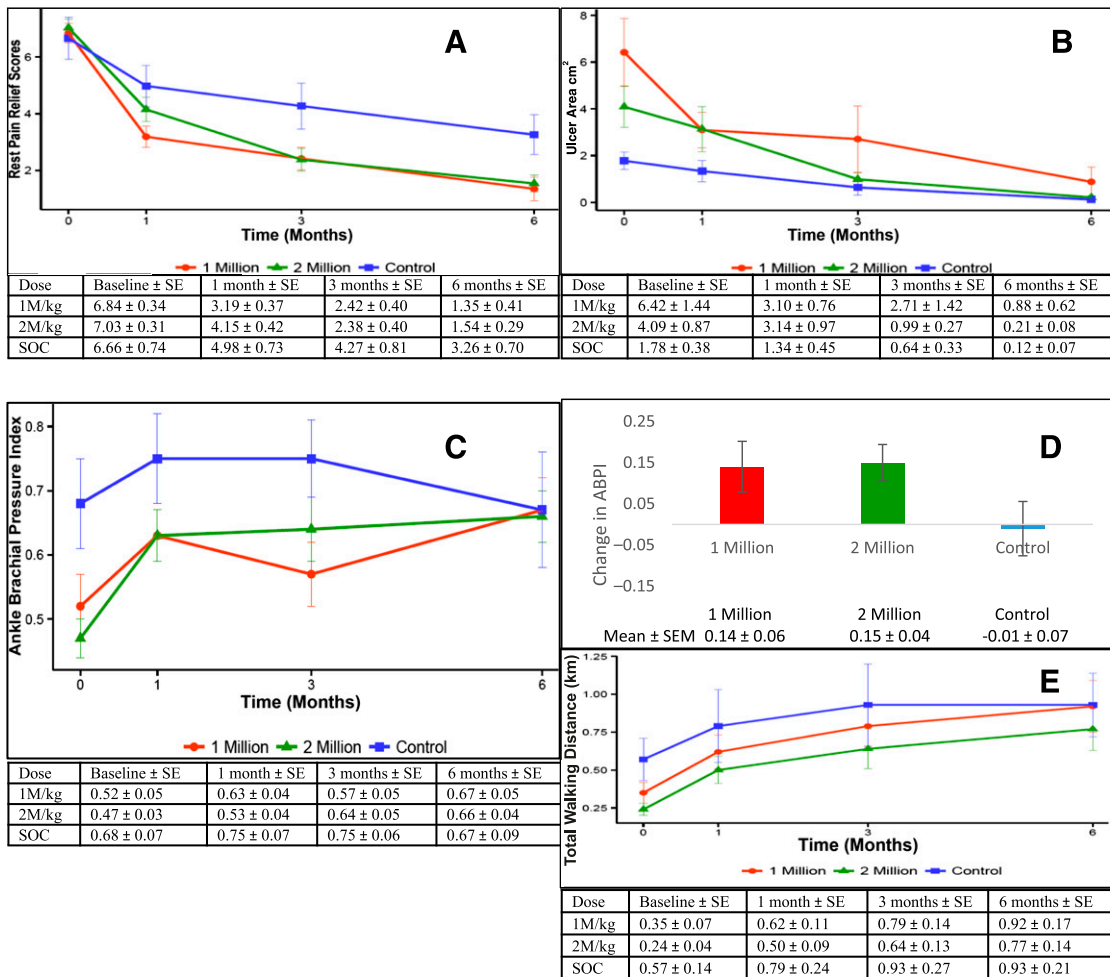 A
Rest Pain Relief Scores
6
4
2
0 1 3 6
Time (Months)
1 Million 2 Million Control
Dose Baseline ± SE 1 month ± SE 3 months ± SE 6 months ± SE
1M/kg 6.84 ± 0.34 3.19 ± 0.37 2.42 ± 0.40 1.35 ± 0.41
2M/kg 7.03 ± 0.31 4.15 ± 0.42 2.38 ± 0.40 1.54 ± 0.29
SOC 6.66 ± 0.74 4.98 ± 0.73 4.27 ± 0.81 3.26 ± 0.70
B
Ulcer Area cm²
8
6
4
2
0
0 1 3 6
Time (Months)
1 Million 2 Million Control
Dose Baseline ± SE 1 month ± SE 3 months ± SE 6 months ± SE
1M/kg 6.42 ± 1.44 3.10 ± 0.76 2.71 ± 1.42 0.88 ± 0.62
2M/kg 4.09 ± 0.87 3.14 ± 0.97 0.99 ± 0.27 0.21 ± 0.08
SOC 1.78 ± 0.38 1.34 ± 0.45 0.64 ± 0.33 0.12 ± 0.07
C
Ankle Brachial Pressure Index
0.8
0.7
0.6
0.5
0 1 3 6
Time (Months)
1 Million 2 Million Control
Dose Baseline ± SE 1 month ± SE 3 months ± SE 6 months ± SE
1M/kg 0.52 ± 0.05 0.63 ± 0.04 0.57 ± 0.05 0.67 ± 0.05
2M/kg 0.47 ± 0.03 0.53 ± 0.04 0.64 ± 0.05 0.66 ± 0.04
SOC 0.68 ± 0.07 0.75 ± 0.07 0.75 ± 0.06 0.67 ± 0.09
D
Change in ABPI
0.25
0.15
0.05
−0.05
−0.15
1 Million 2 Million Control
1 Million 2 Million Control
Mean ± SEM 0.14 ± 0.06 0.15 ± 0.04 -0.01 ± 0.07
E
Total Walking Distance (km)
1.25
1.00
0.75
0.50
0.25
0 1 3 6
Time (Months)
1 Million 2 Million Control
Dose Baseline ± SE 1 month ± SE 3 months ± SE 6 months ± SE
1M/kg 0.35 ± 0.07 0.62 ± 0.11 0.79 ± 0.14 0.92 ± 0.17
2M/kg 0.24 ± 0.04 0.50 ± 0.09 0.64 ± 0.13 0.77 ± 0.14
SOC 0.57 ± 0.14 0.79 ± 0.24 0.93 ± 0.27 0.93 ± 0.21